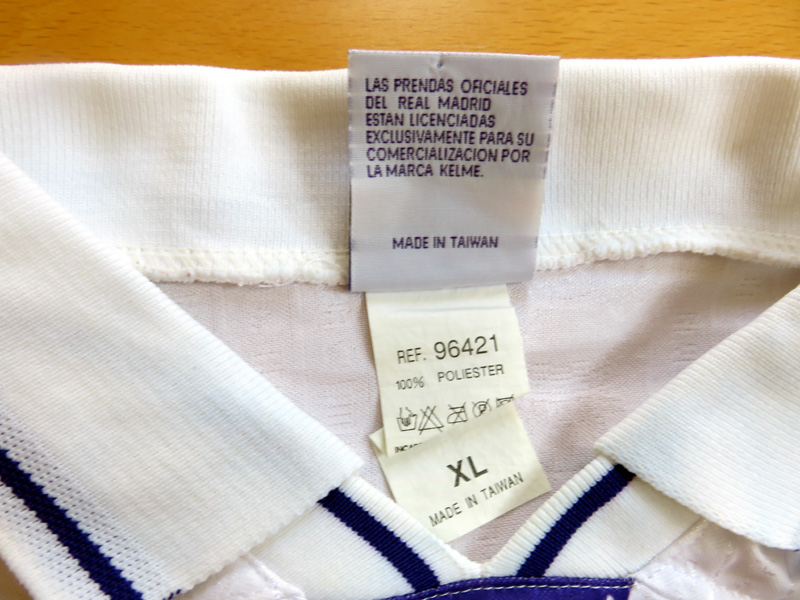 LAS PRENDAS OFICIALES
DEL REAL MADRID
ESTAN LICENCIADAS
EXCLUSIVAMENTE PARA SU
COMERCIALIZACION POR
LA MARCA KELME.
MADE IN TAIWAN
REF. 96421
100% POLIESTER
XL
MADE IN TAIWAN